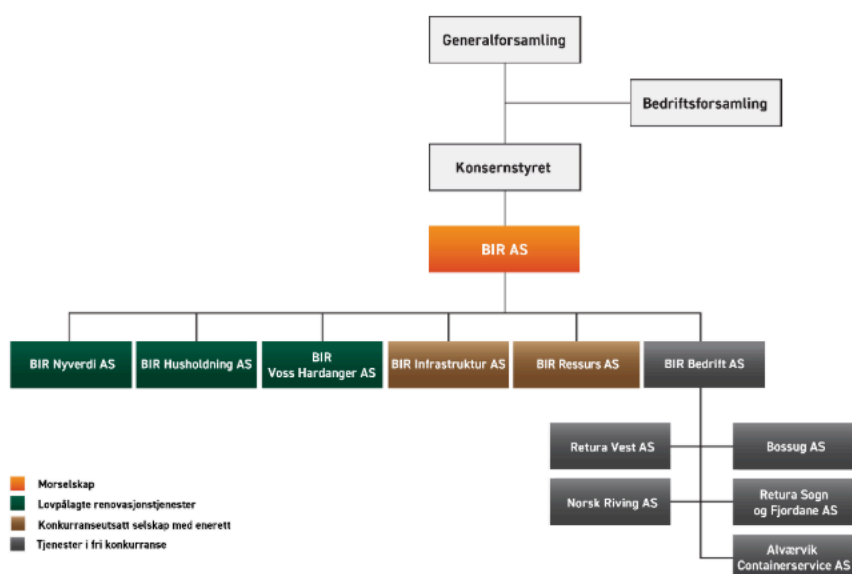 Generalforsamling
Bedriftsforsamling
Konsernstyret
BIR AS
BIR Nyverdi AS
BIR Husholdning AS
BIR
Voss Hardanger AS
BIR Infrastruktur AS
BIR Ressurs AS
BIR Bedrift AS
Retura Vest AS
Bossug AS
Norsk Riving AS
Retura Sogn
og Fjordane AS
Alværvik
Containerservice AS
Morselskap
Lovpålagte renovasjonstjenester
Konkurranseutsatt selskap med enerett
Tjenester i fri konkurranse